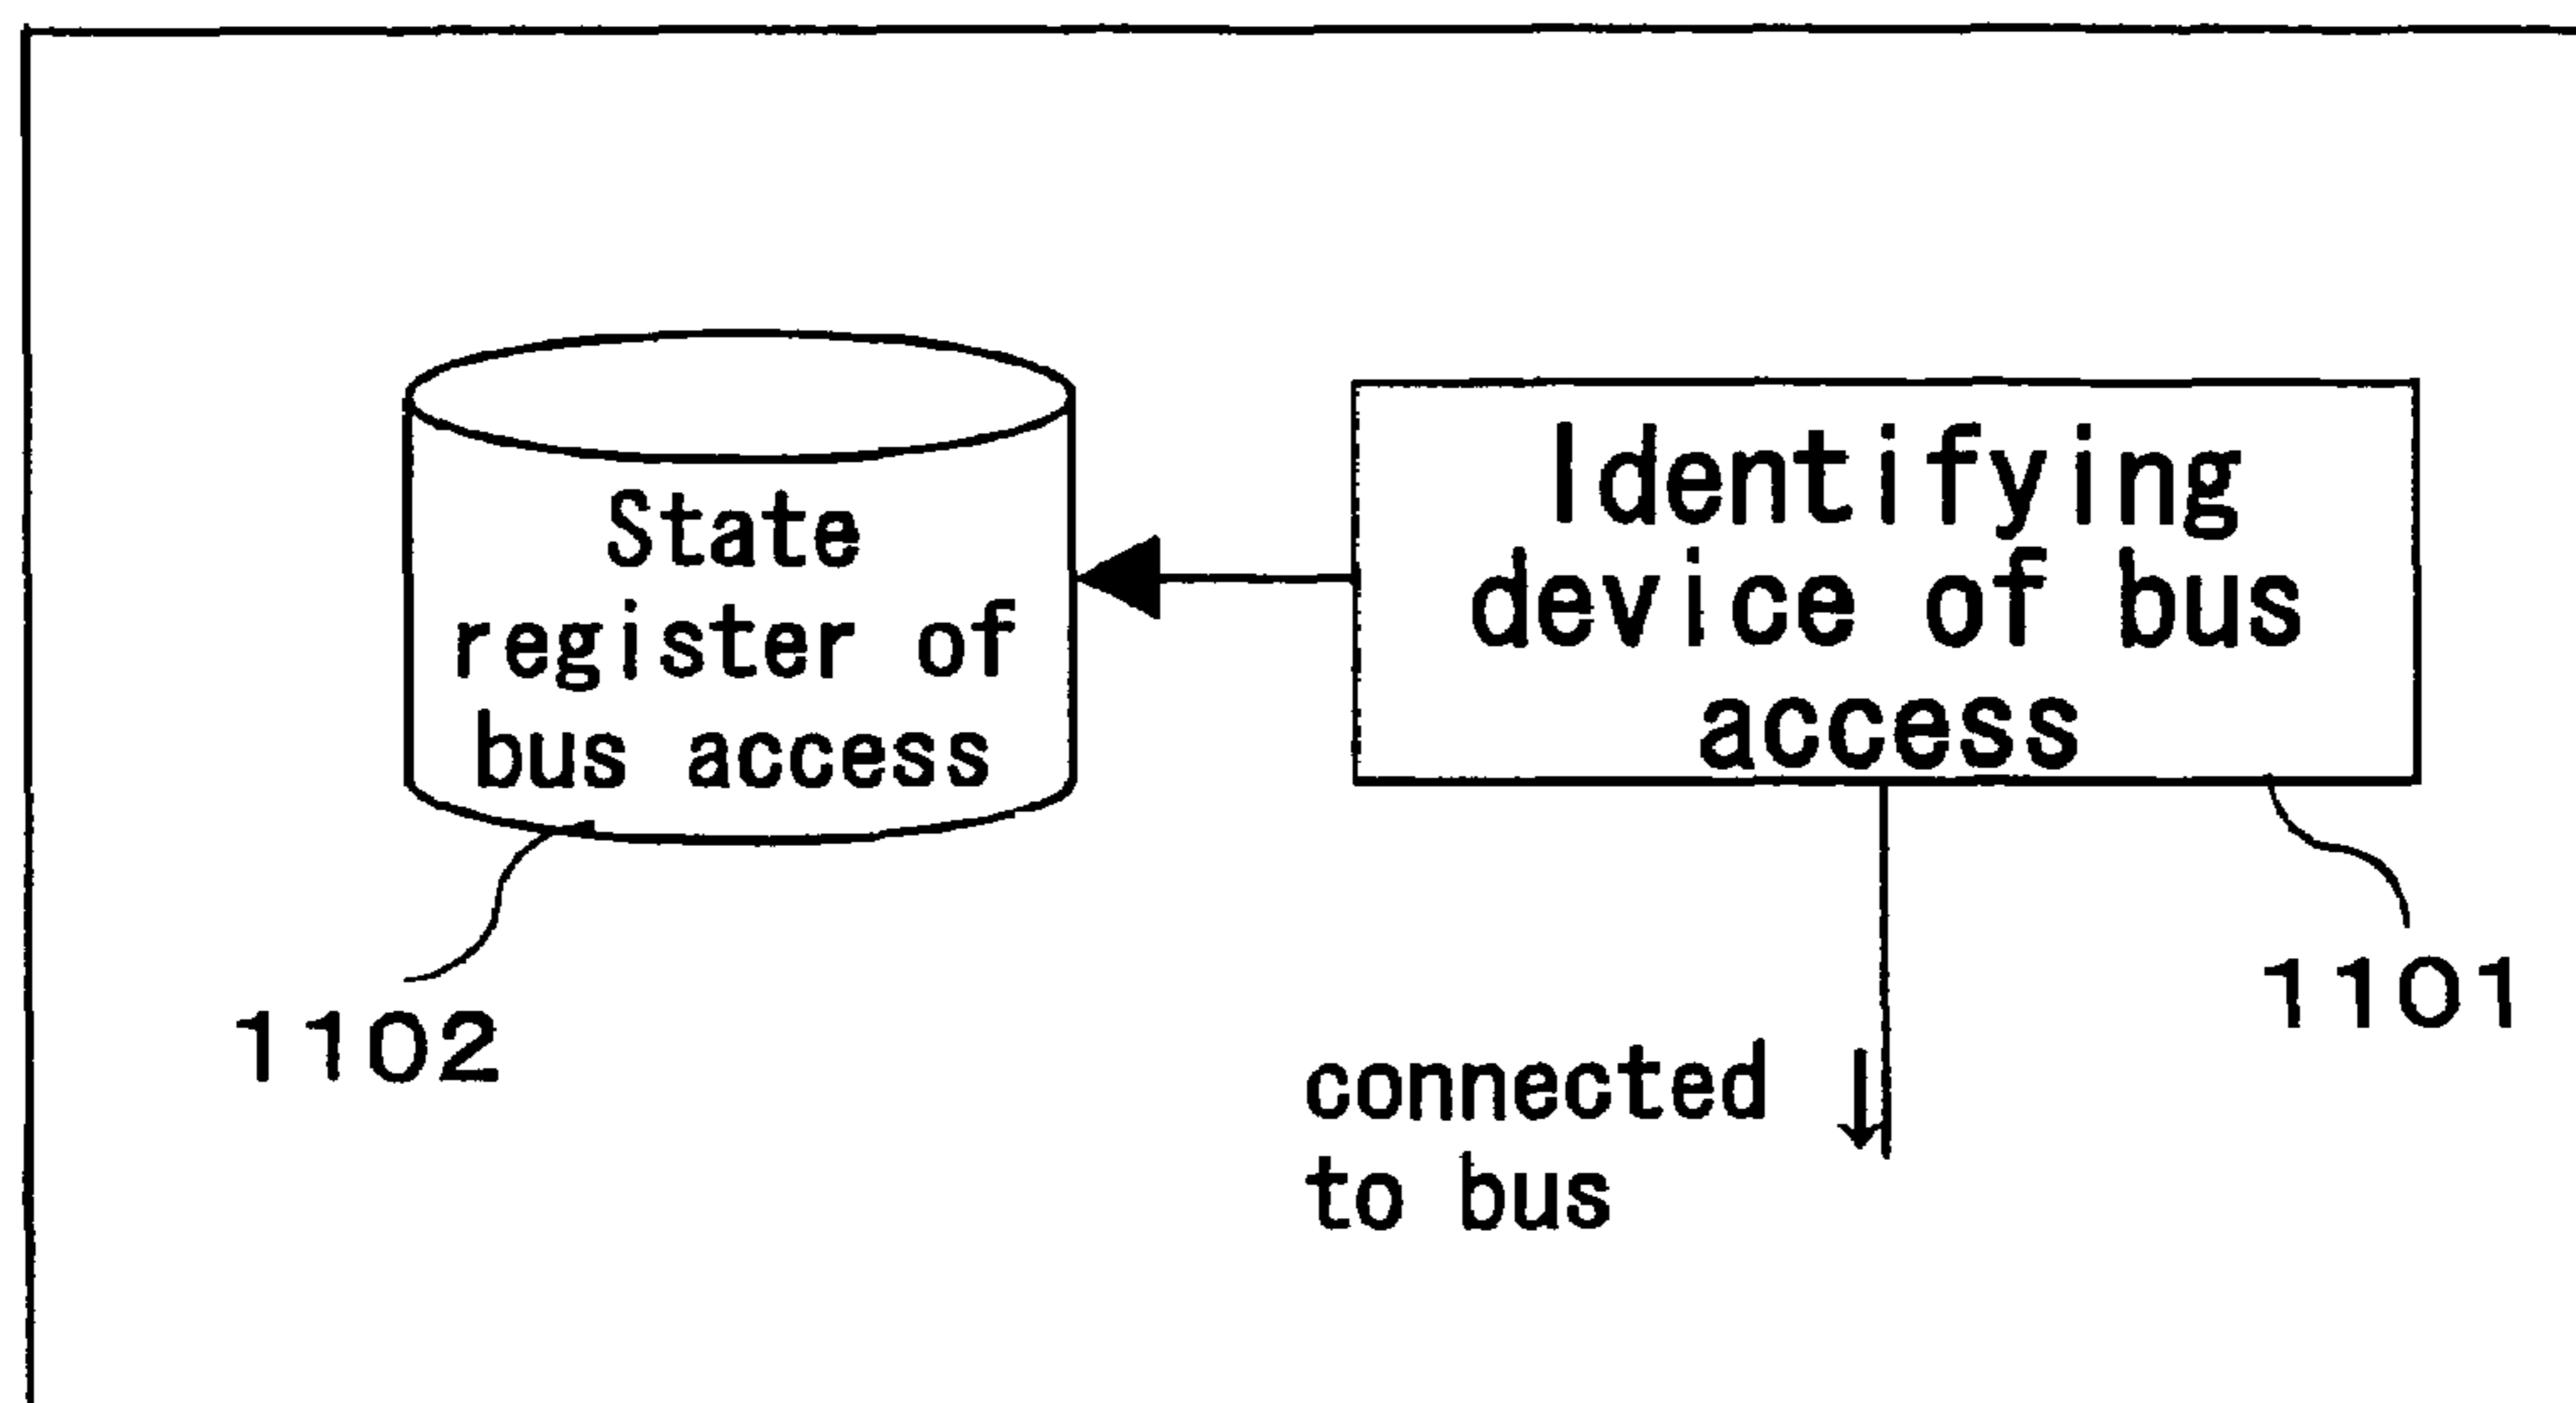 State
register of
bus access
Identifying
device of bus
access
1102
1101
connected
to bus